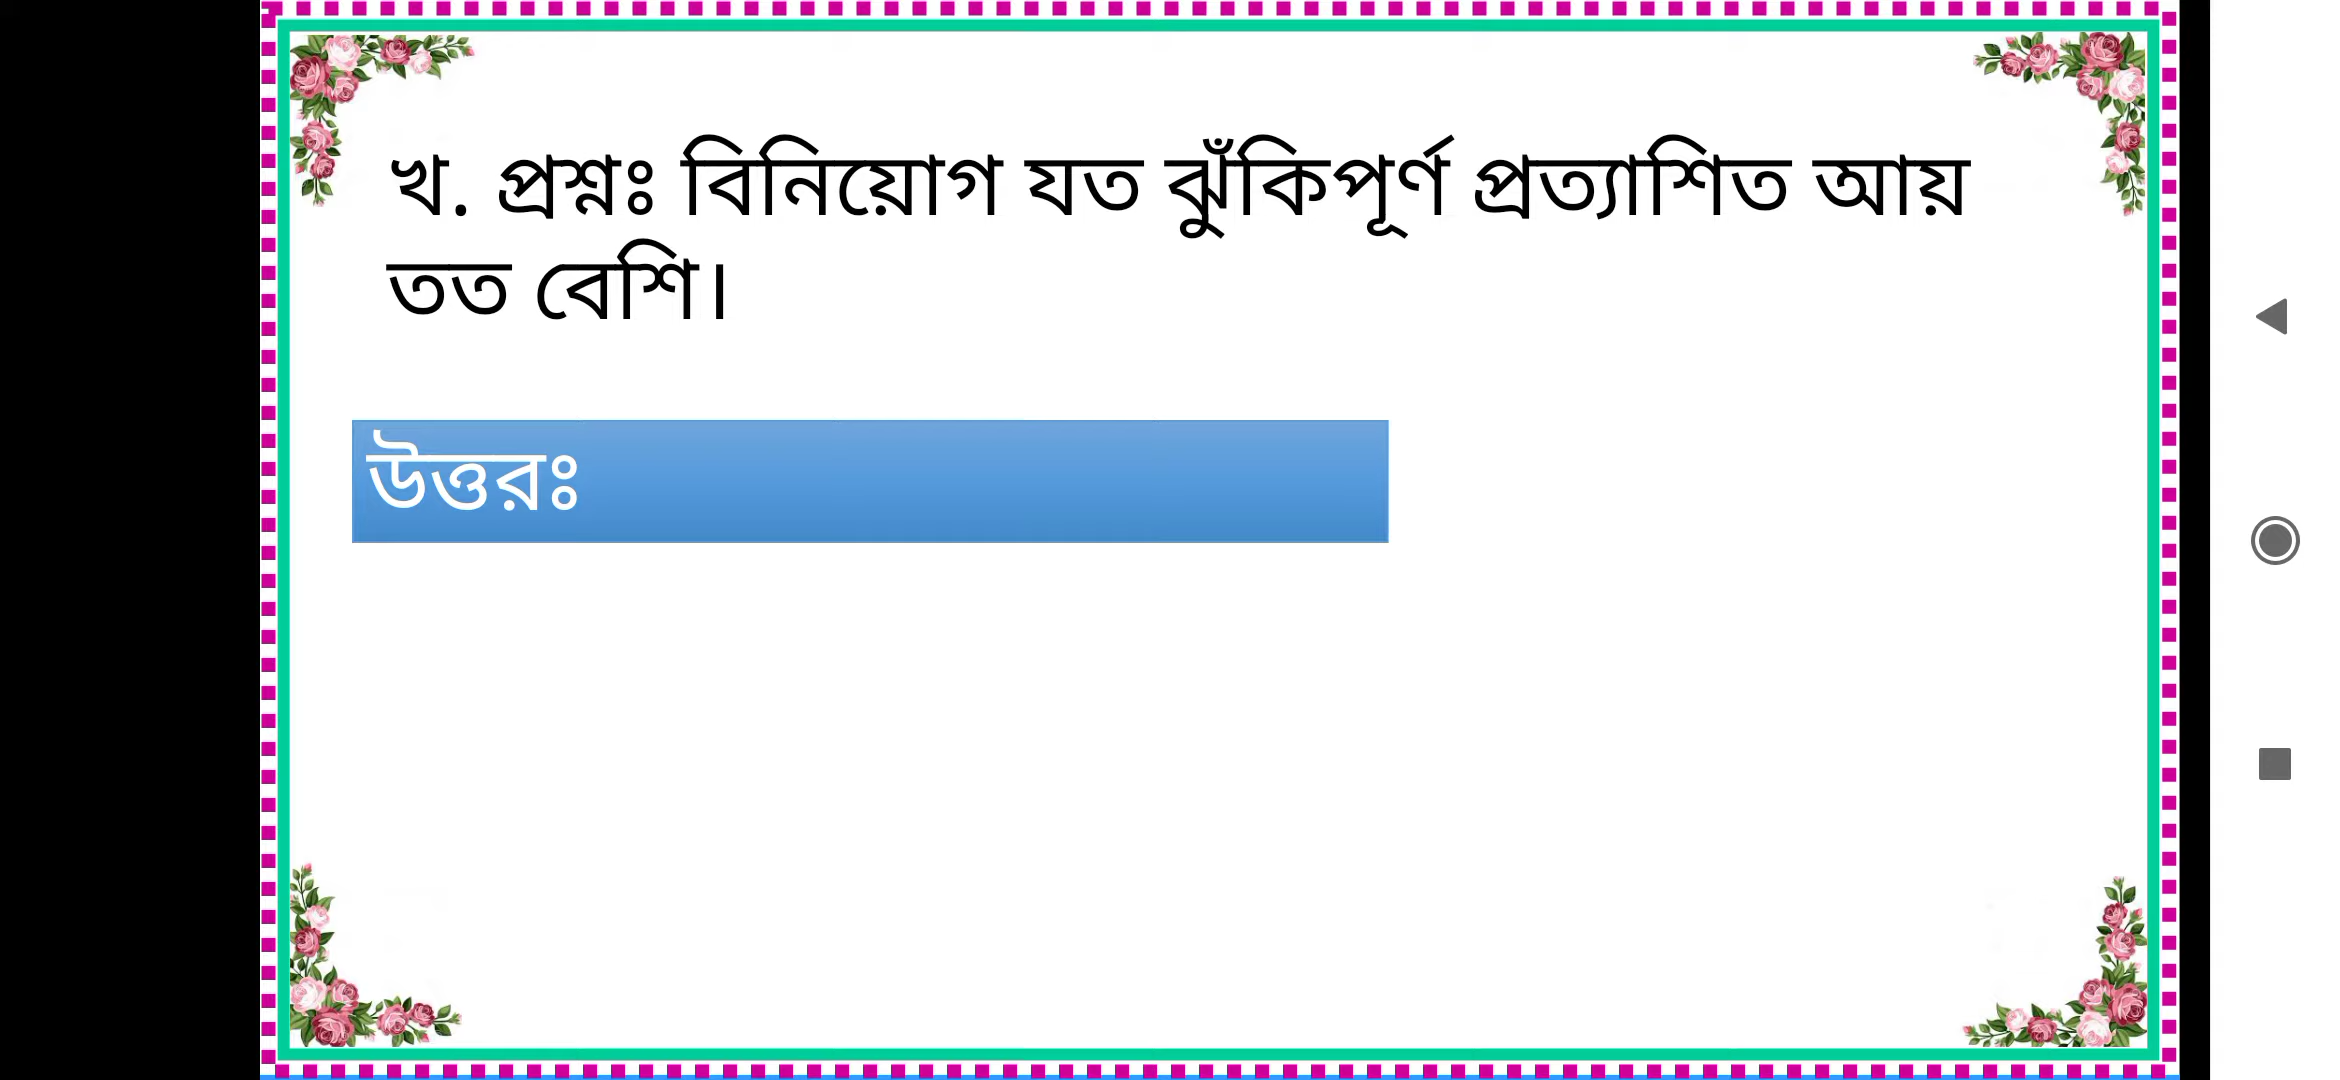 খ. প্রশ্নঃ বিনিয়োগ যত ঝুঁকিপূর্ণ প্রত্যাশিত আয়
তত বেশি।
উত্তরঃ